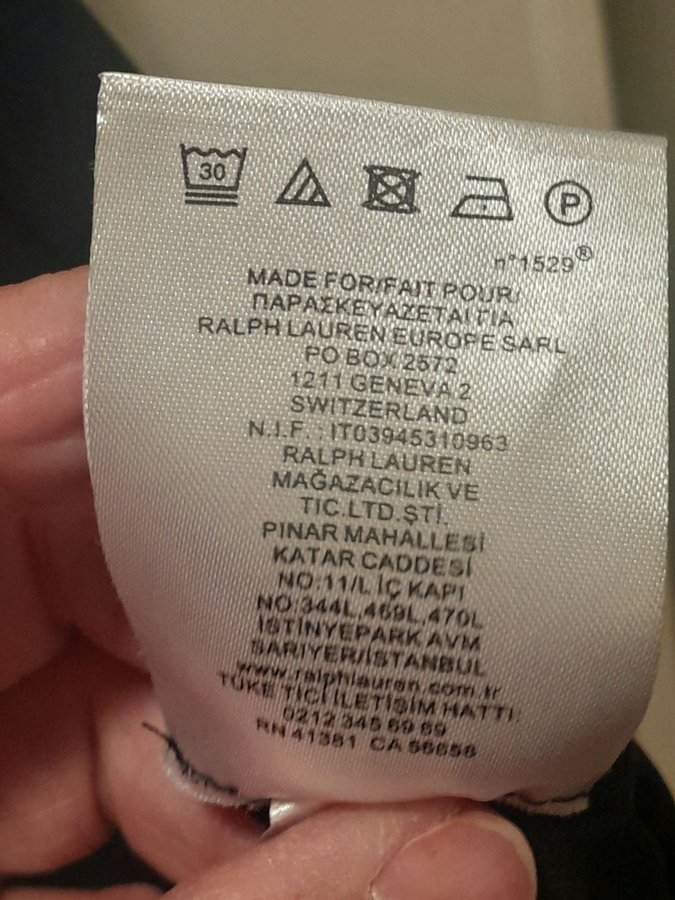 30
P
n°1529®
MADE FOR/FAIT POUR/
ΠΑΡΑΣΚΕΥΑΖΕΤΑΙ ΓΙΑ
RALPH LAUREN EUROPE SARL
PO BOX 2572
1211 GENEVA 2
SWITZERLAND
N.I.F. : IT03945310963
RALPH LAUREN
MAĞAZACILIK VE
TIC.LTD.ŞTİ.
PINAR MAHALLESİ
KATAR CADDESİ
NO:11/L İÇ KAPI
NO:344L,469L,470L
İSTİNYEPARK AVM
SARIYER/İSTANBUL
www.ralphlauren.com.tr
TÜKETİCİ İLETİŞİM HATTI:
0212 345 69 69
RN 41381 CA 56658